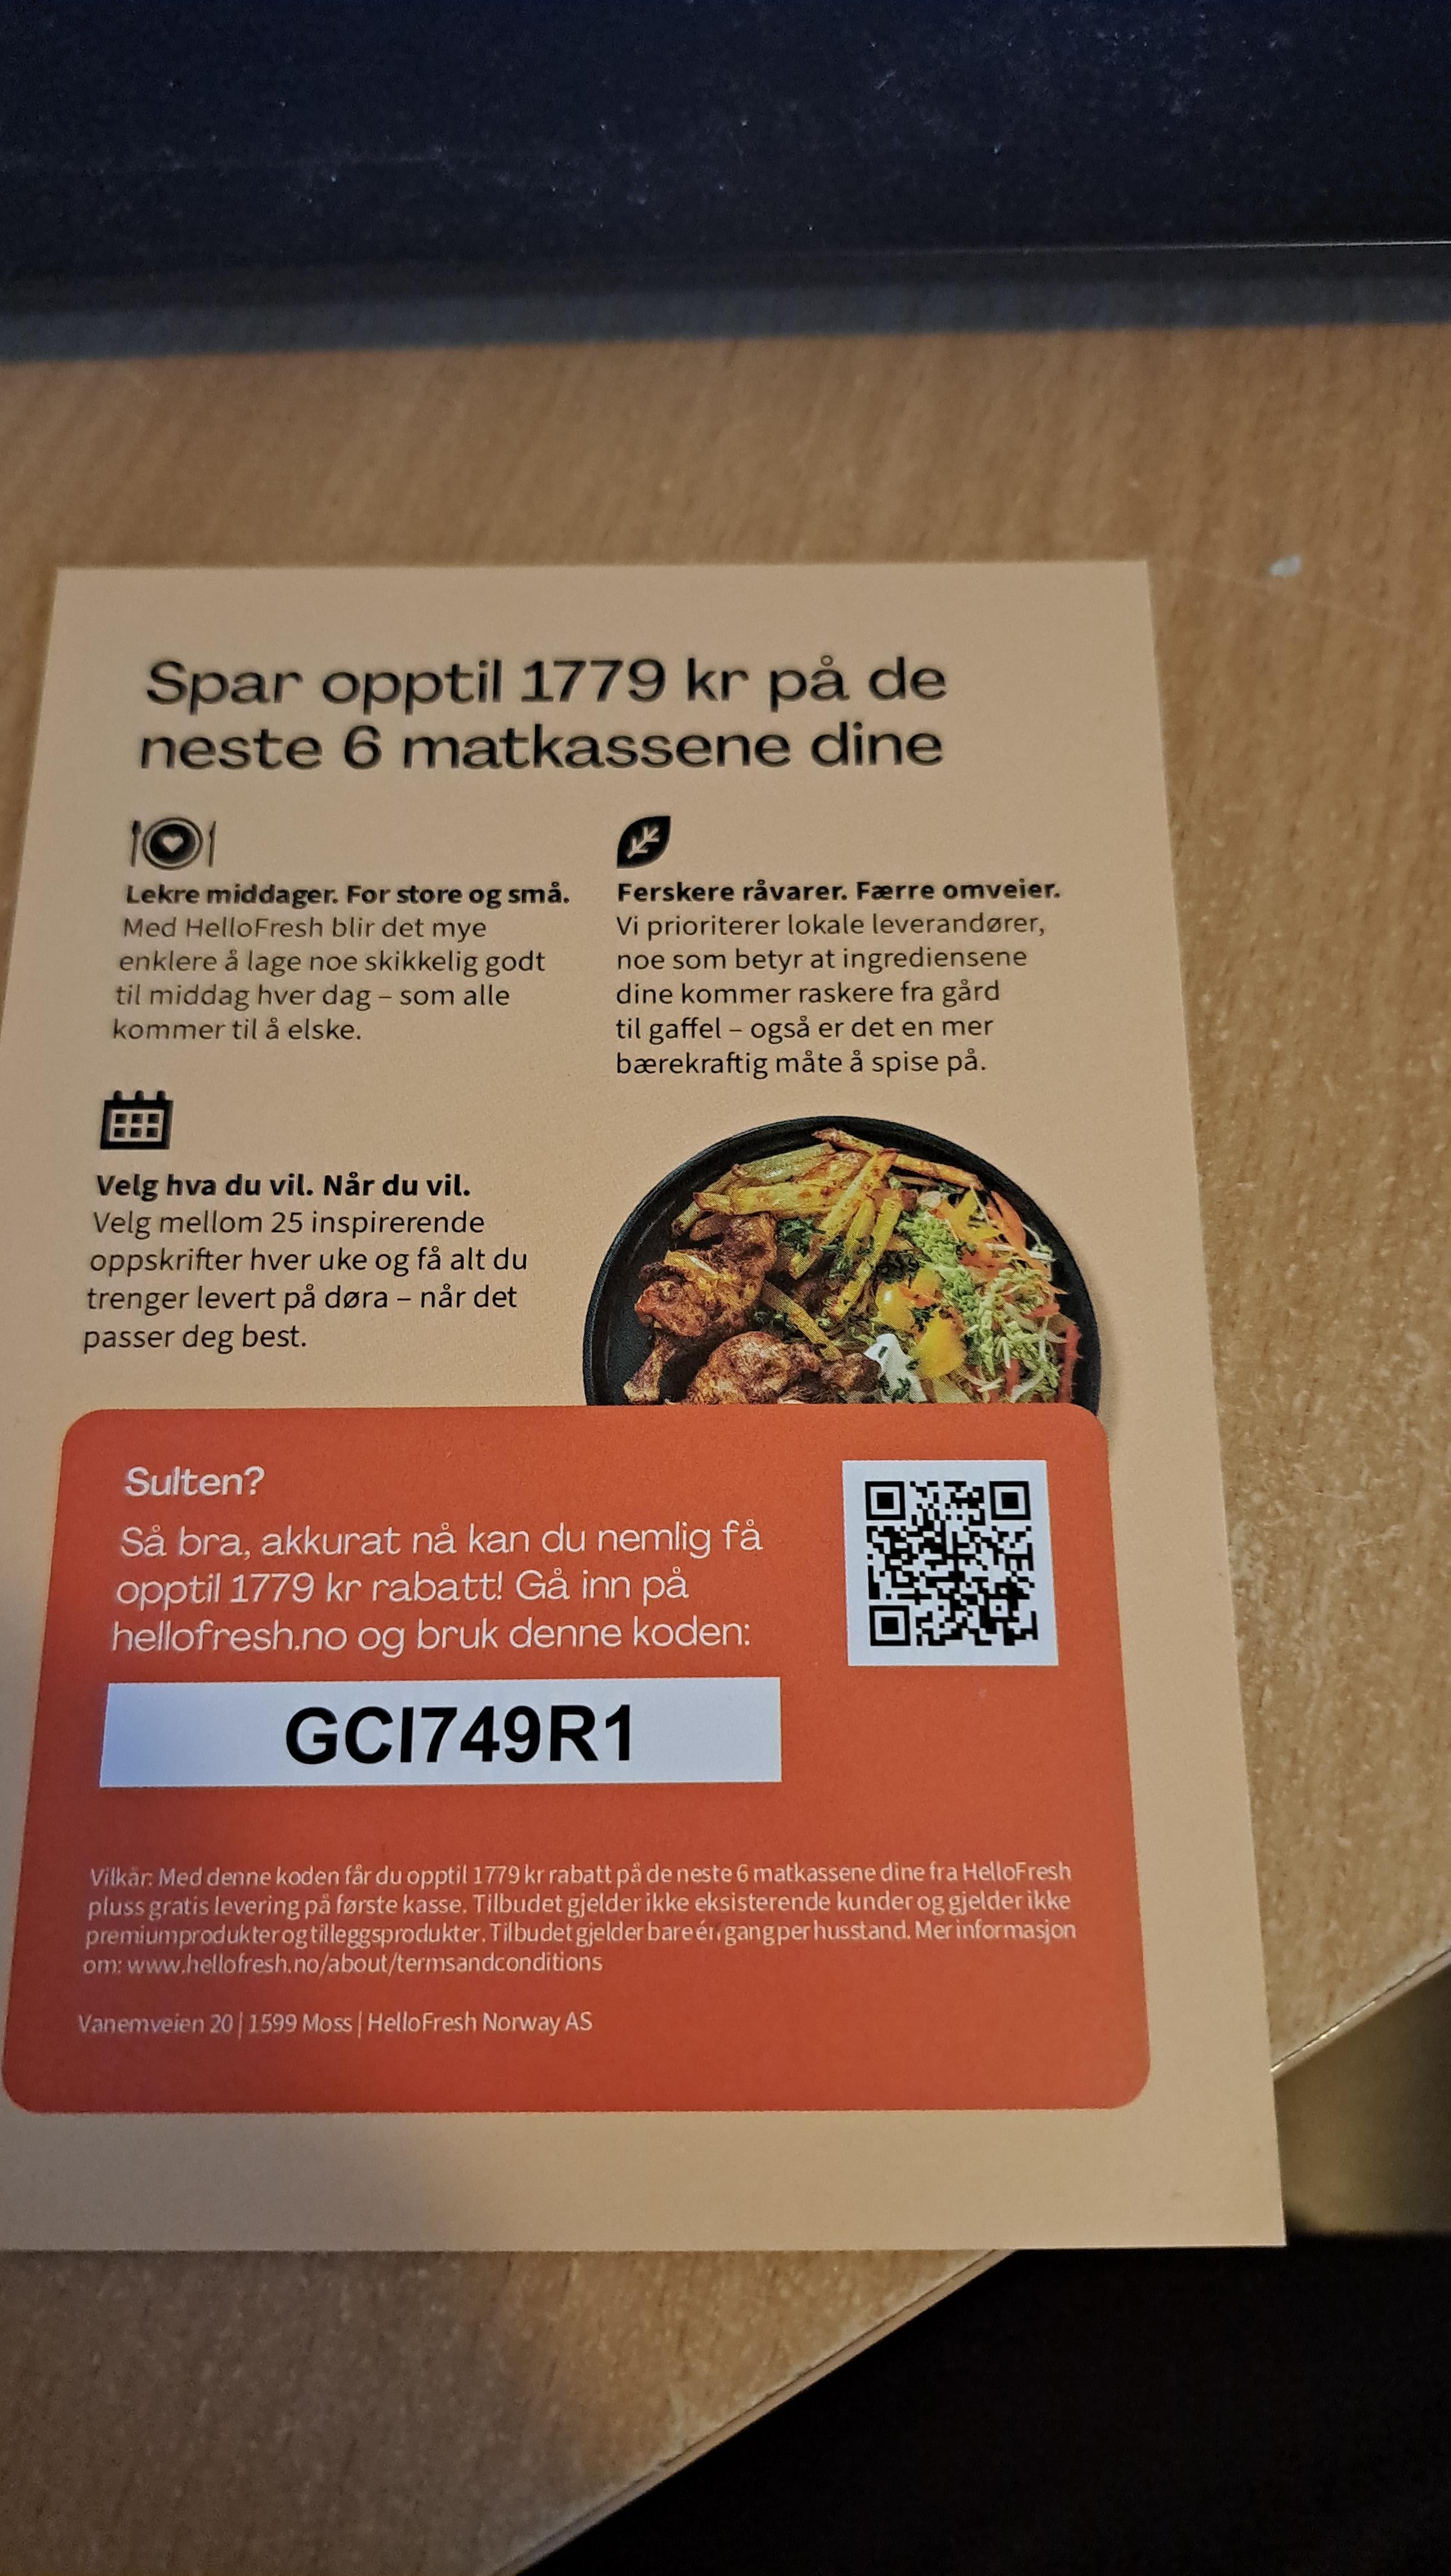 Spar opptil 1779 kr på de
neste 6 matkassene dine
Lekre middager. For store og små.
Med HelloFresh blir det mye
enklere å lage noe skikkelig godt
til middag hver dag – som alle
kommer til å elske.
Ferskere råvarer. Færre omveier.
Vi prioriterer lokale leverandører,
noe som betyr at ingrediensene
dine kommer raskere fra gård
til gaffel – også er det en mer
bærekraftig måte å spise på.
Velg hva du vil. Når du vil.
Velg mellom 25 inspirerende
oppskrifter hver uke og få alt du
trenger levert på døra – når det
passer deg best.
Sulten?
Så bra, akkurat nå kan du nemlig få
opptil 1779 kr rabatt! Gå inn på
hellofresh.no og bruk denne koden:
GCI749R1
Vilkår: Med denne koden får du opptil 1779 kr rabatt på de neste 6 matkassene dine fra HelloFresh
pluss gratis levering på første kasse. Tilbudet gjelder ikke eksisterende kunder og gjelder ikke
premiumprodukter og tilleggsprodukter. Tilbudet gjelder bare én gang per husstand. Mer informasjon
om: www.hellofresh.no/about/termsandconditions
Vanemveien 20 | 1599 Moss | HelloFresh Norway AS